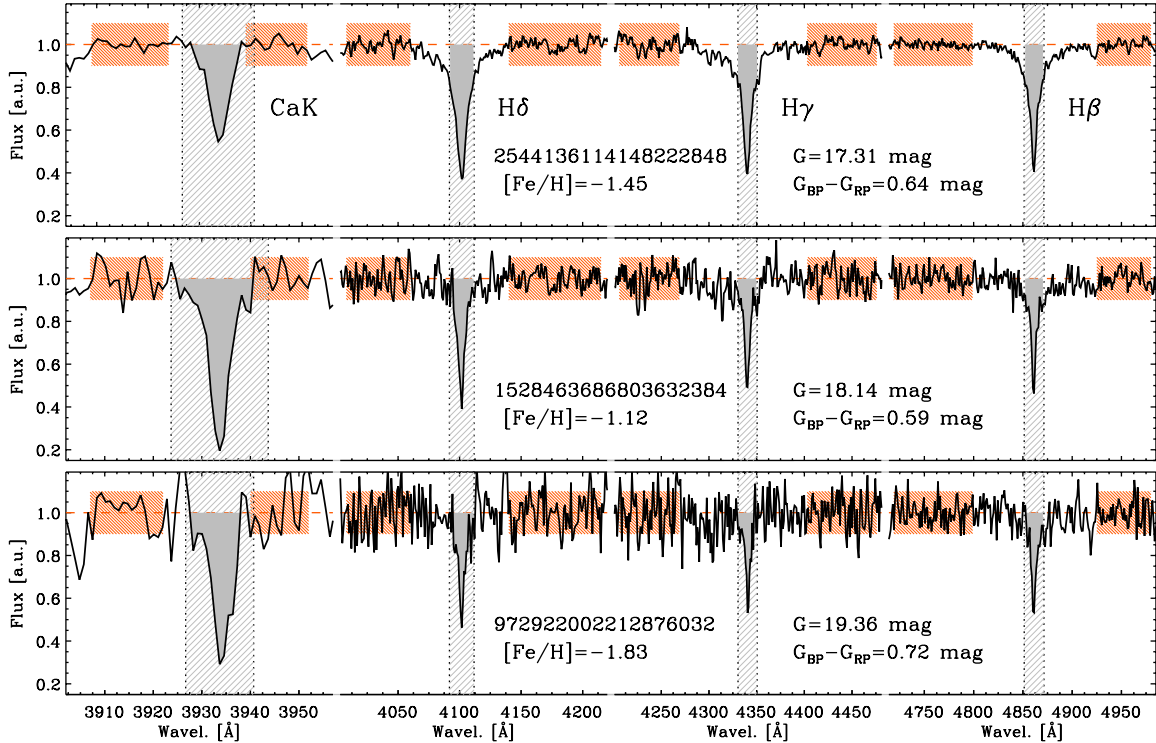 1.0
0.8
0.6
0.4
0.2
Flux [a.u.]
CaK
Hδ
Hγ
Hβ
2544136114148222848
[Fe/H]=−1.45
G=17.31 mag
G_BP−G_RP=0.64 mag
1.0
0.8
0.6
0.4
0.2
Flux [a.u.]
1528463686803632384
[Fe/H]=−1.12
G=18.14 mag
G_BP−G_RP=0.59 mag
1.0
0.8
0.6
0.4
0.2
Flux [a.u.]
972922002212876032
[Fe/H]=−1.83
G=19.36 mag
G_BP−G_RP=0.72 mag
3910 3920 3930 3940 3950
4050 4100 4150 4200
4250 4300 4350 4400 4450
4750 4800 4850 4900 4950
Wavel. [Å]
Wavel. [Å]
Wavel. [Å]
Wavel. [Å]